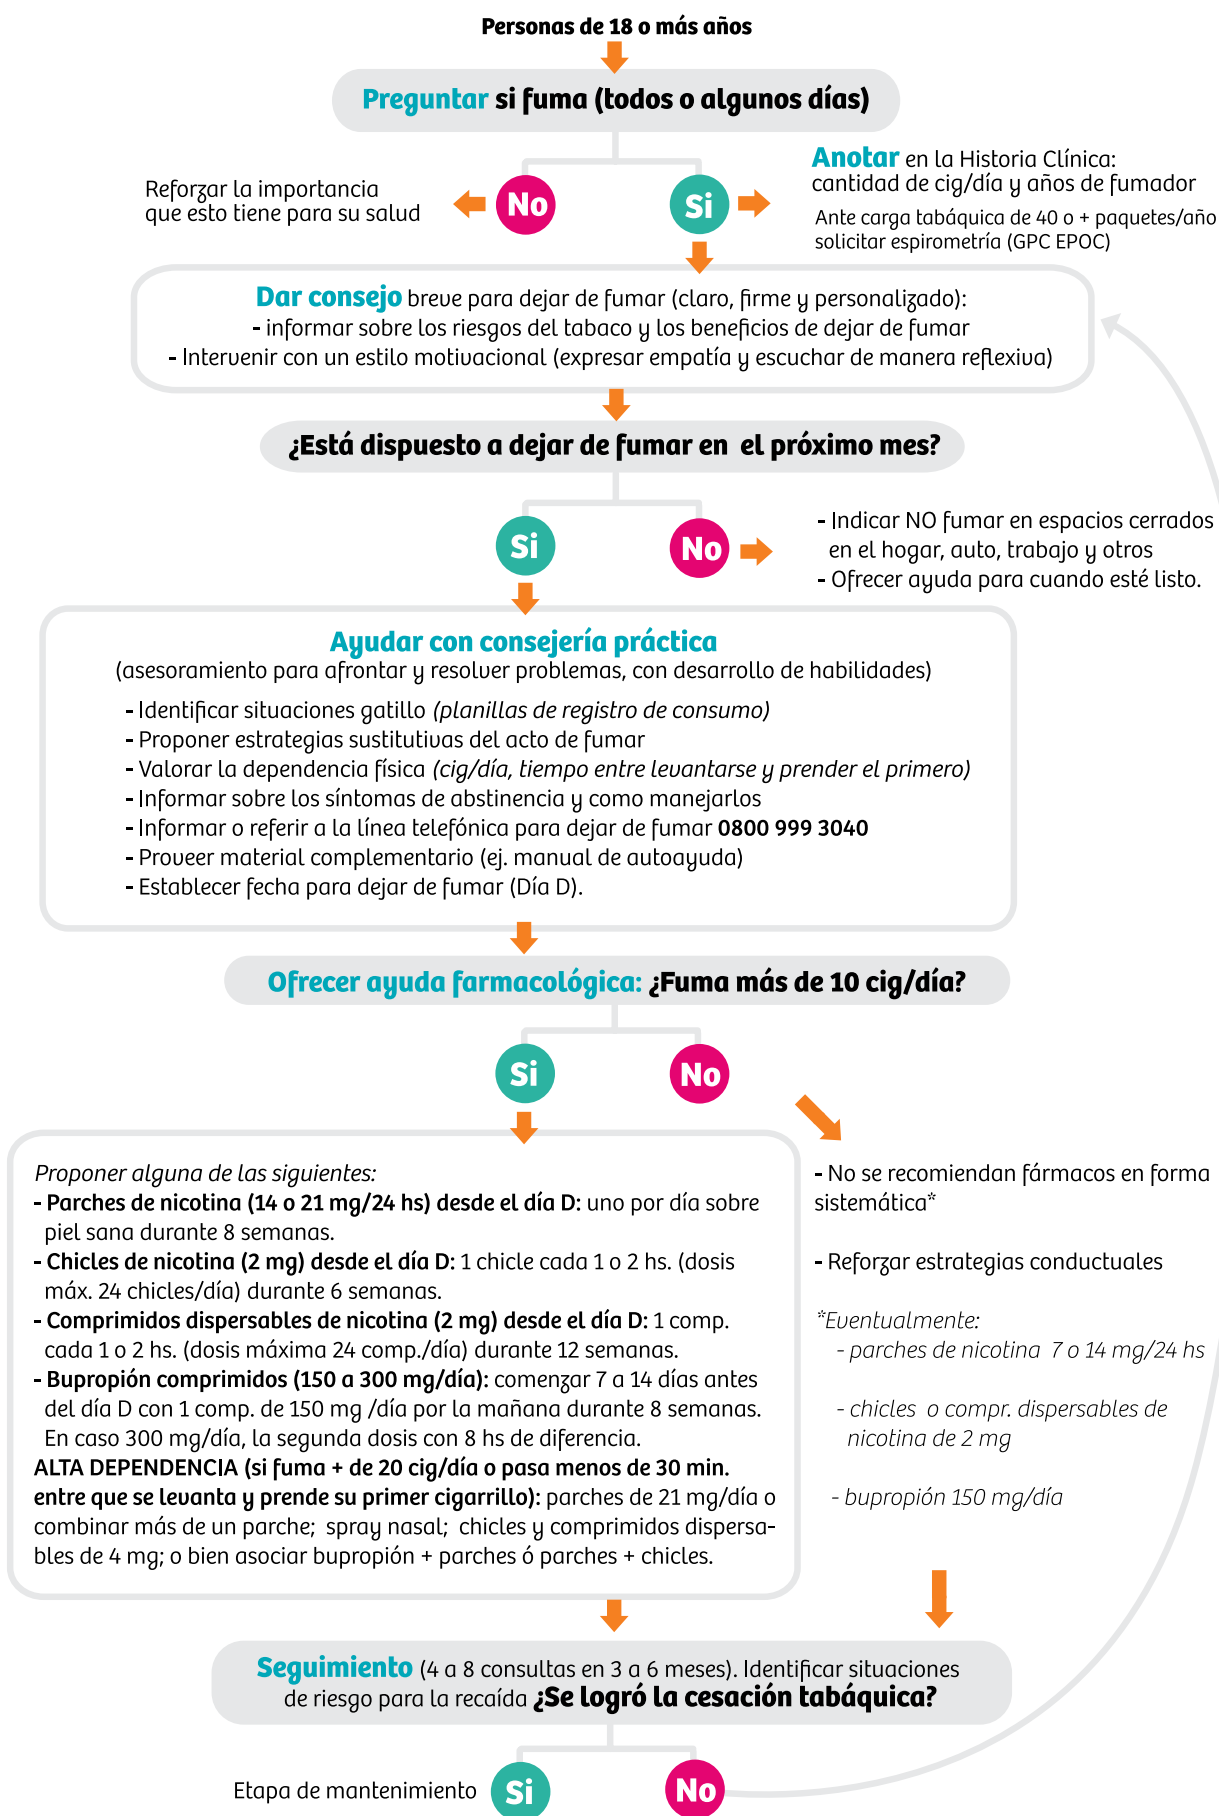 Personas de 18 o más años
Preguntar si fuma (todos o algunos días)
Reforzar la importancia
que esto tiene para su salud
No
Si
Anotar en la Historia Clínica:
cantidad de cig/día y años de fumador
Ante carga tabáquica de 40 o + paquetes/año
solicitar espirometría (GPC EPOC)
Dar consejo breve para dejar de fumar (claro, firme y personalizado):
- informar sobre los riesgos del tabaco y los beneficios de dejar de fumar
- Intervenir con un estilo motivacional (expresar empatía y escuchar de manera reflexiva)
¿Está dispuesto a dejar de fumar en el próximo mes?
Si
No
- Indicar NO fumar en espacios cerrados
en el hogar, auto, trabajo y otros
- Ofrecer ayuda para cuando esté listo.
Ayudar con consejería práctica
(asesoramiento para afrontar y resolver problemas, con desarrollo de habilidades)
- Identificar situaciones gatillo (planillas de registro de consumo)
- Proponer estrategias sustitutivas del acto de fumar
- Valorar la dependencia física (cig/día, tiempo entre levantarse y prender el primero)
- Informar sobre los síntomas de abstinencia y como manejarlos
- Informar o referir a la línea telefónica para dejar de fumar 0800 999 3040
- Proveer material complementario (ej. manual de autoayuda)
- Establecer fecha para dejar de fumar (Día D).
Ofrecer ayuda farmacológica: ¿Fuma más de 10 cig/día?
Si
No
Proponer alguna de las siguientes:
- Parches de nicotina (14 o 21 mg/24 hs) desde el día D: uno por día sobre
piel sana durante 8 semanas.
- Chicles de nicotina (2 mg) desde el día D: 1 chicle cada 1 o 2 hs. (dosis
máx. 24 chicles/día) durante 6 semanas.
- Comprimidos dispersables de nicotina (2 mg) desde el día D: 1 comp.
cada 1 o 2 hs. (dosis máxima 24 comp./día) durante 12 semanas.
- Bupropión comprimidos (150 a 300 mg/día): comenzar 7 a 14 días antes
del día D con 1 comp. de 150 mg /día por la mañana durante 8 semanas.
En caso 300 mg/día, la segunda dosis con 8 hs de diferencia.
ALTA DEPENDENCIA (si fuma + de 20 cig/día o pasa menos de 30 min.
entre que se levanta y prende su primer cigarrillo): parches de 21 mg/día o
combinar más de un parche; spray nasal; chicles y comprimidos dispersa-
bles de 4 mg; o bien asociar bupropión + parches ó parches + chicles.
- No se recomiendan fármacos en forma
sistemática*
- Reforzar estrategias conductuales
*Eventualmente:
- parches de nicotina 7 o 14 mg/24 hs
- chicles o compr. dispersables de
nicotina de 2 mg
- bupropión 150 mg/día
Seguimiento (4 a 8 consultas en 3 a 6 meses). Identificar situaciones
de riesgo para la recaída ¿Se logró la cesación tabáquica?
Etapa de mantenimiento
Si
No